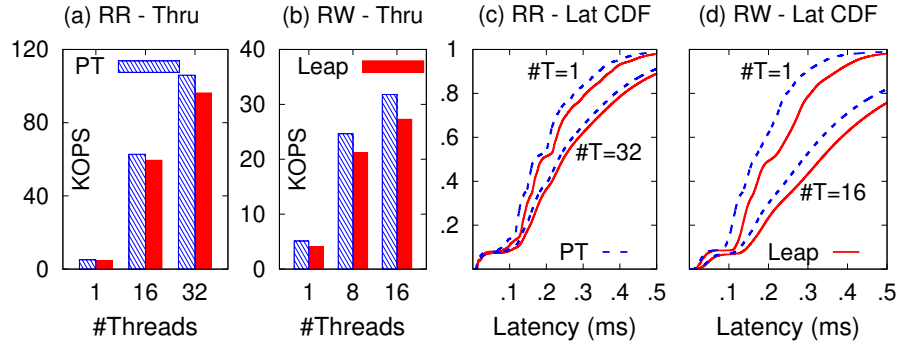 (a) RR - Thru
PT
KOPS
120
80
40
0
1 16 32
#Threads
(b) RW - Thru
Leap
KOPS
40
30
20
10
0
1 8 16
#Threads
(c) RR - Lat CDF
#T=1
#T=32
PT
1
.8
.6
.4
.2
.1 .2 .3 .4 .5
Latency (ms)
(d) RW - Lat CDF
#T=1
#T=16
Leap
.1 .2 .3 .4 .5
Latency (ms)